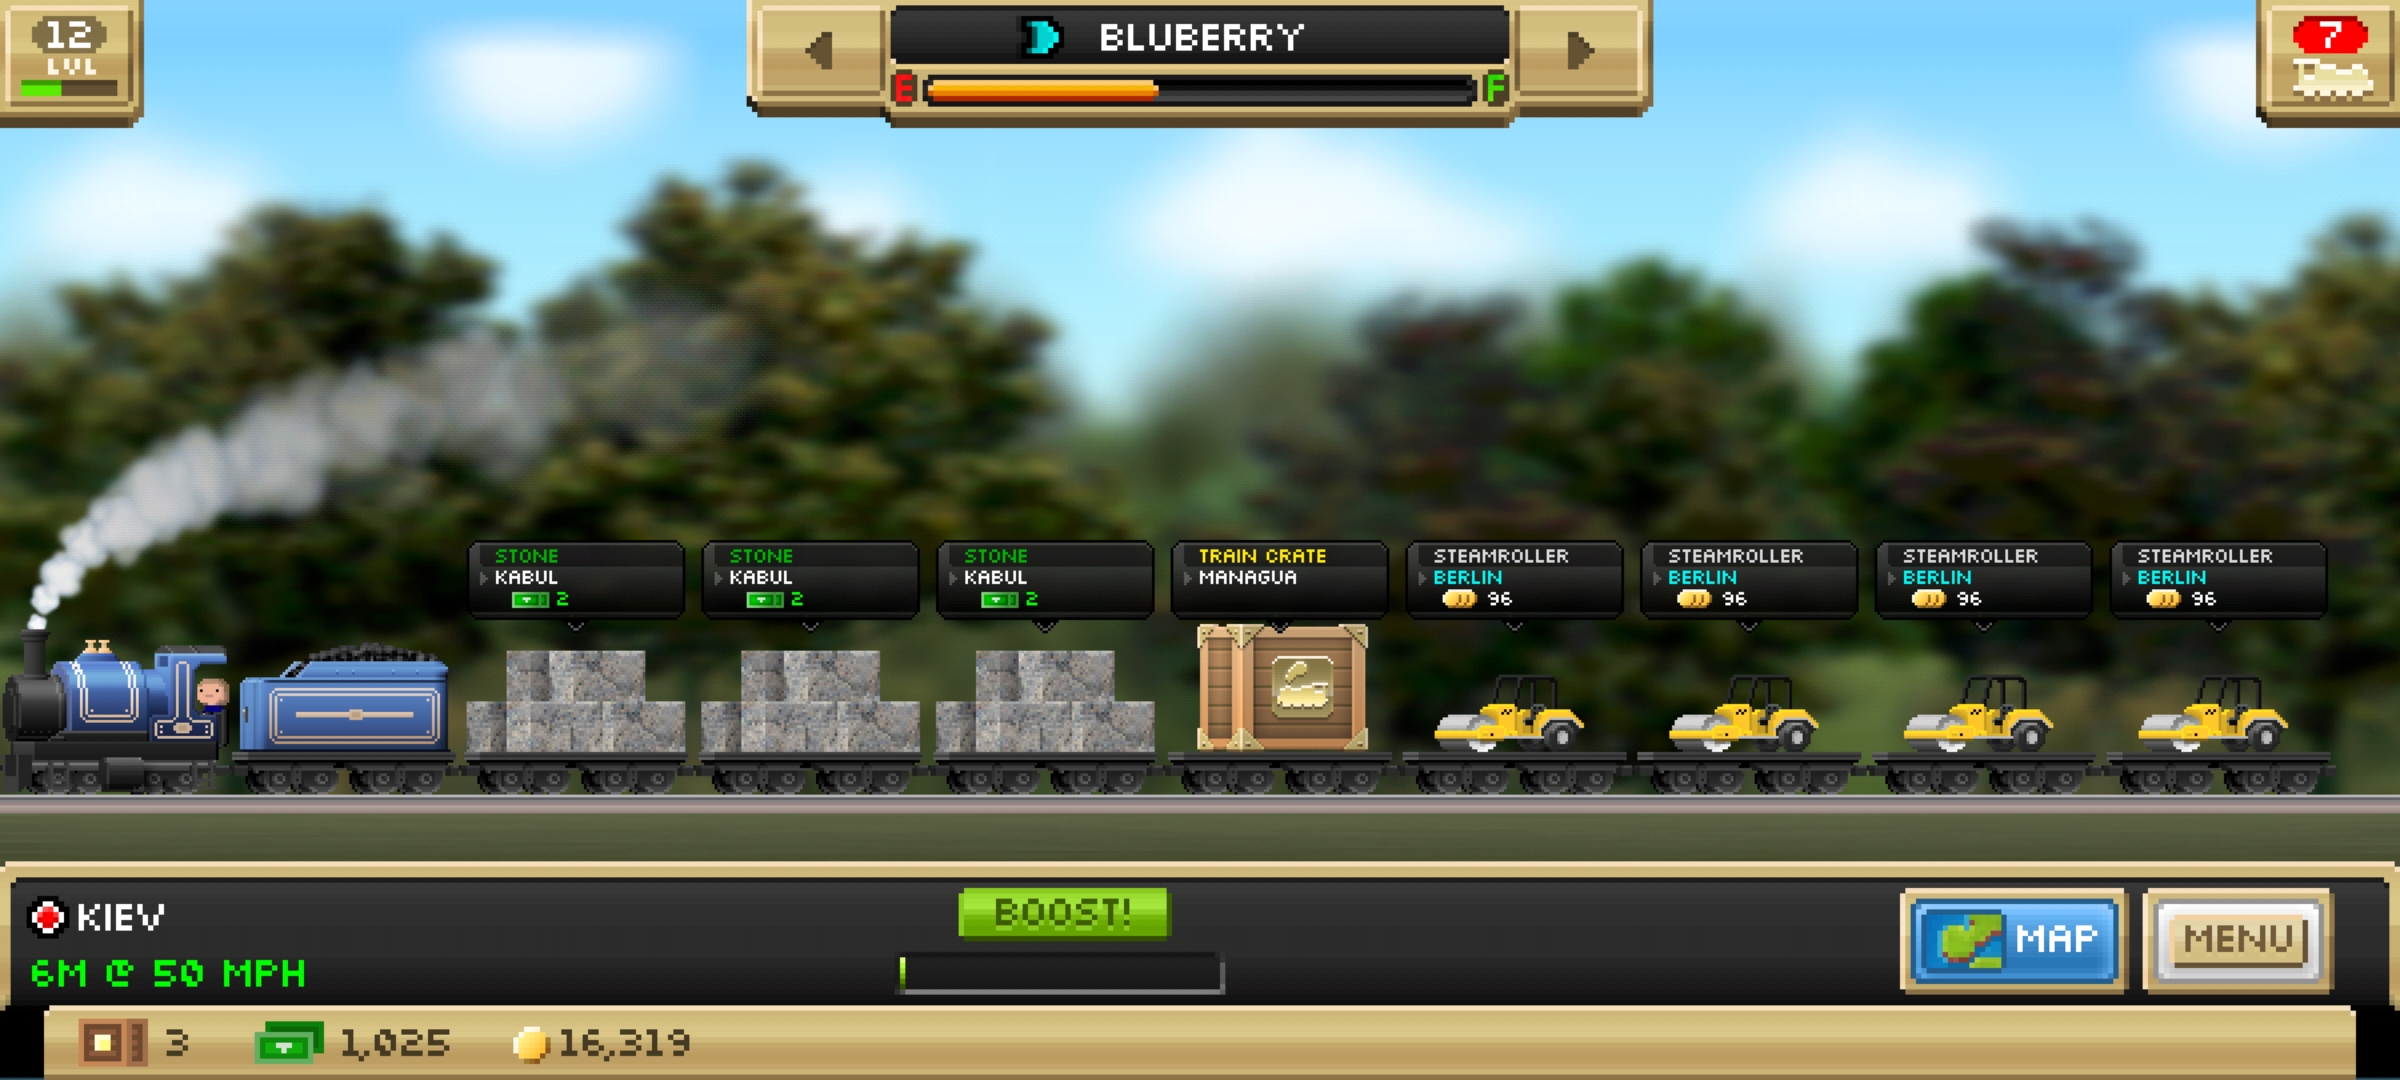 12
LVL
BLUBERRY
E
F
7
STONE
KABUL
2
STONE
KABUL
2
STONE
KABUL
2
TRAIN CRATE
MANAGUA
STEAMROLLER
BERLIN
96
STEAMROLLER
BERLIN
96
STEAMROLLER
BERLIN
96
STEAMROLLER
BERLIN
96
KIEV
6M @ 50 MPH
BOOST!
MAP
MENU
3
1,025
16,319